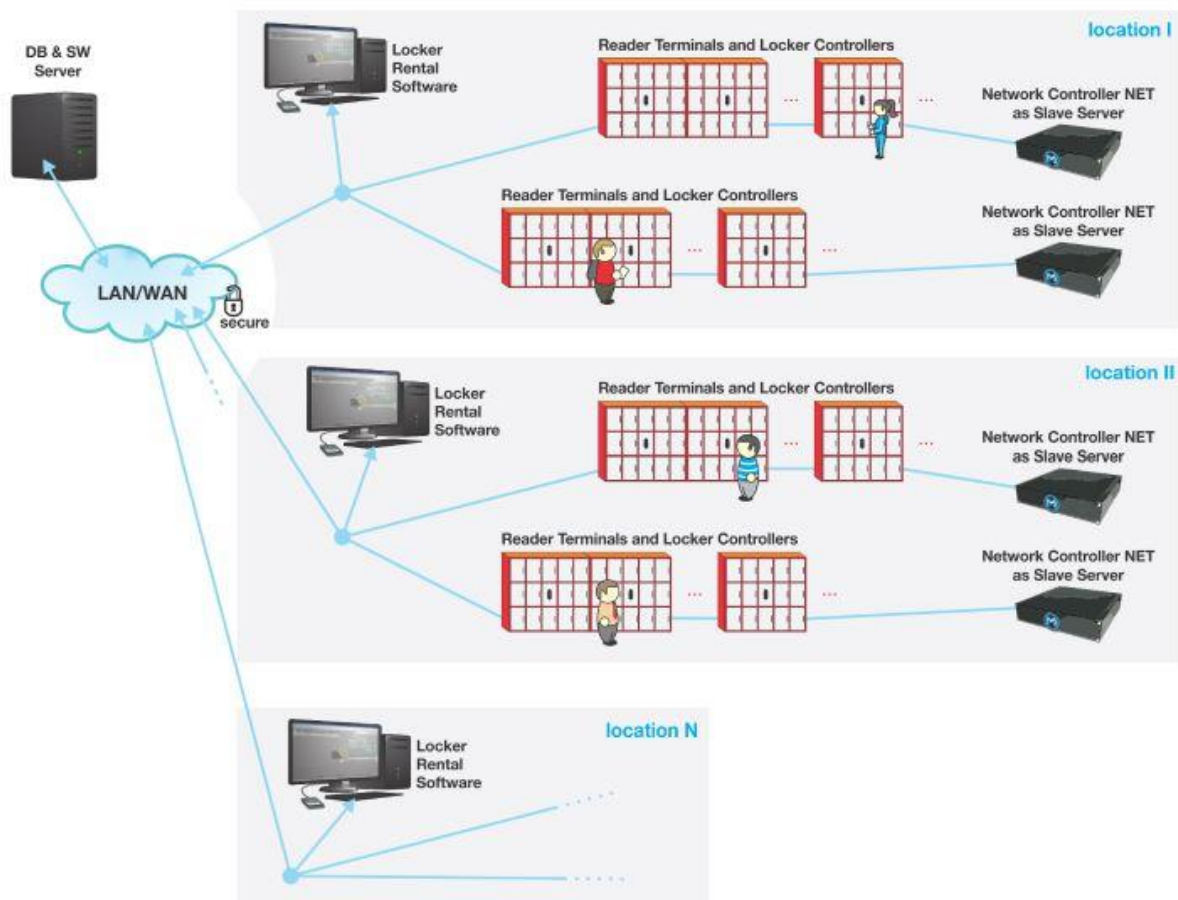 DB & SW
Server
Locker
Rental
Software
Reader Terminals and Locker Controllers
location I
...
...
Network Controller NET
as Slave Server
M
Reader Terminals and Locker Controllers
...
...
Network Controller NET
as Slave Server
M
LAN/WAN
secure
Locker
Rental
Software
Reader Terminals and Locker Controllers
location II
...
...
Network Controller NET
as Slave Server
M
Reader Terminals and Locker Controllers
...
...
Network Controller NET
as Slave Server
M
location N
Locker
Rental
Software